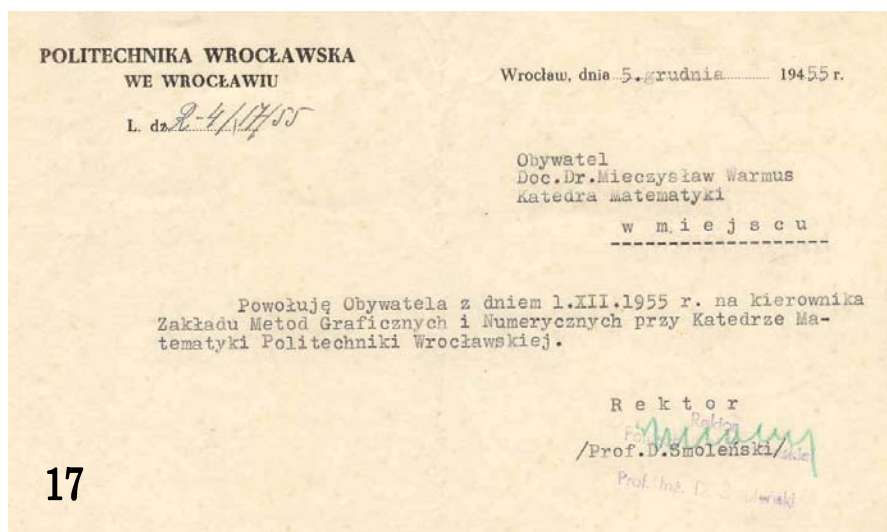 POLITECHNIKA WROCŁAWSKA
WE WROCŁAWIU
Wrocław, dnia 5. grudnia 1955 r.
L. dz. R-4/17/55
Obywatel
Doc.Dr.Mieczysław Warmus
Katedra Matematyki
w m.i e j s c u
Powołuję Obywatela z dniem 1.XII.1955 r. na kierownika
Zakładu Metod Graficznych i Numerycznych przy Katedrze Ma-
tematyki Politechniki Wrocławskiej.
R e k t o r
Rektor
/Prof.D.Smoleński/
Prof. Inż. D. Smoleński
17